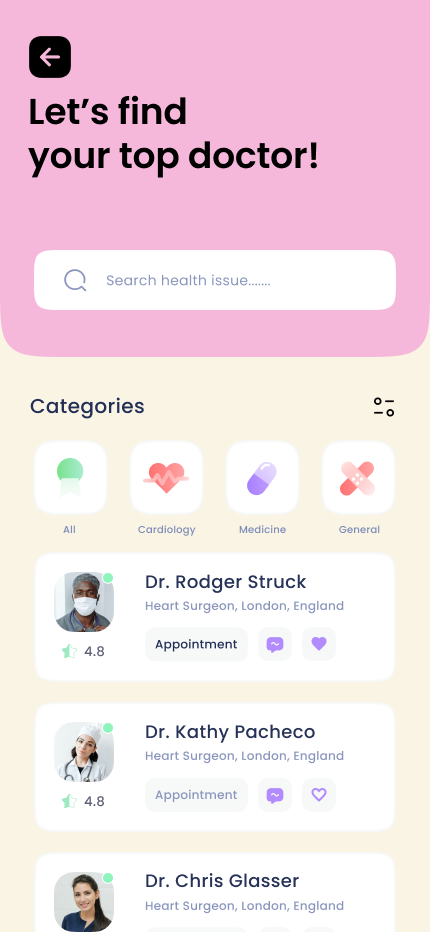 Let’s find
your top doctor!
Search health issue.......
Categories
All
Cardiology
Medicine
General
Dr. Rodger Struck
Heart Surgeon, London, England
4.8
Appointment
Dr. Kathy Pacheco
Heart Surgeon, London, England
4.8
Appointment
Dr. Chris Glasser
Heart Surgeon, London, England